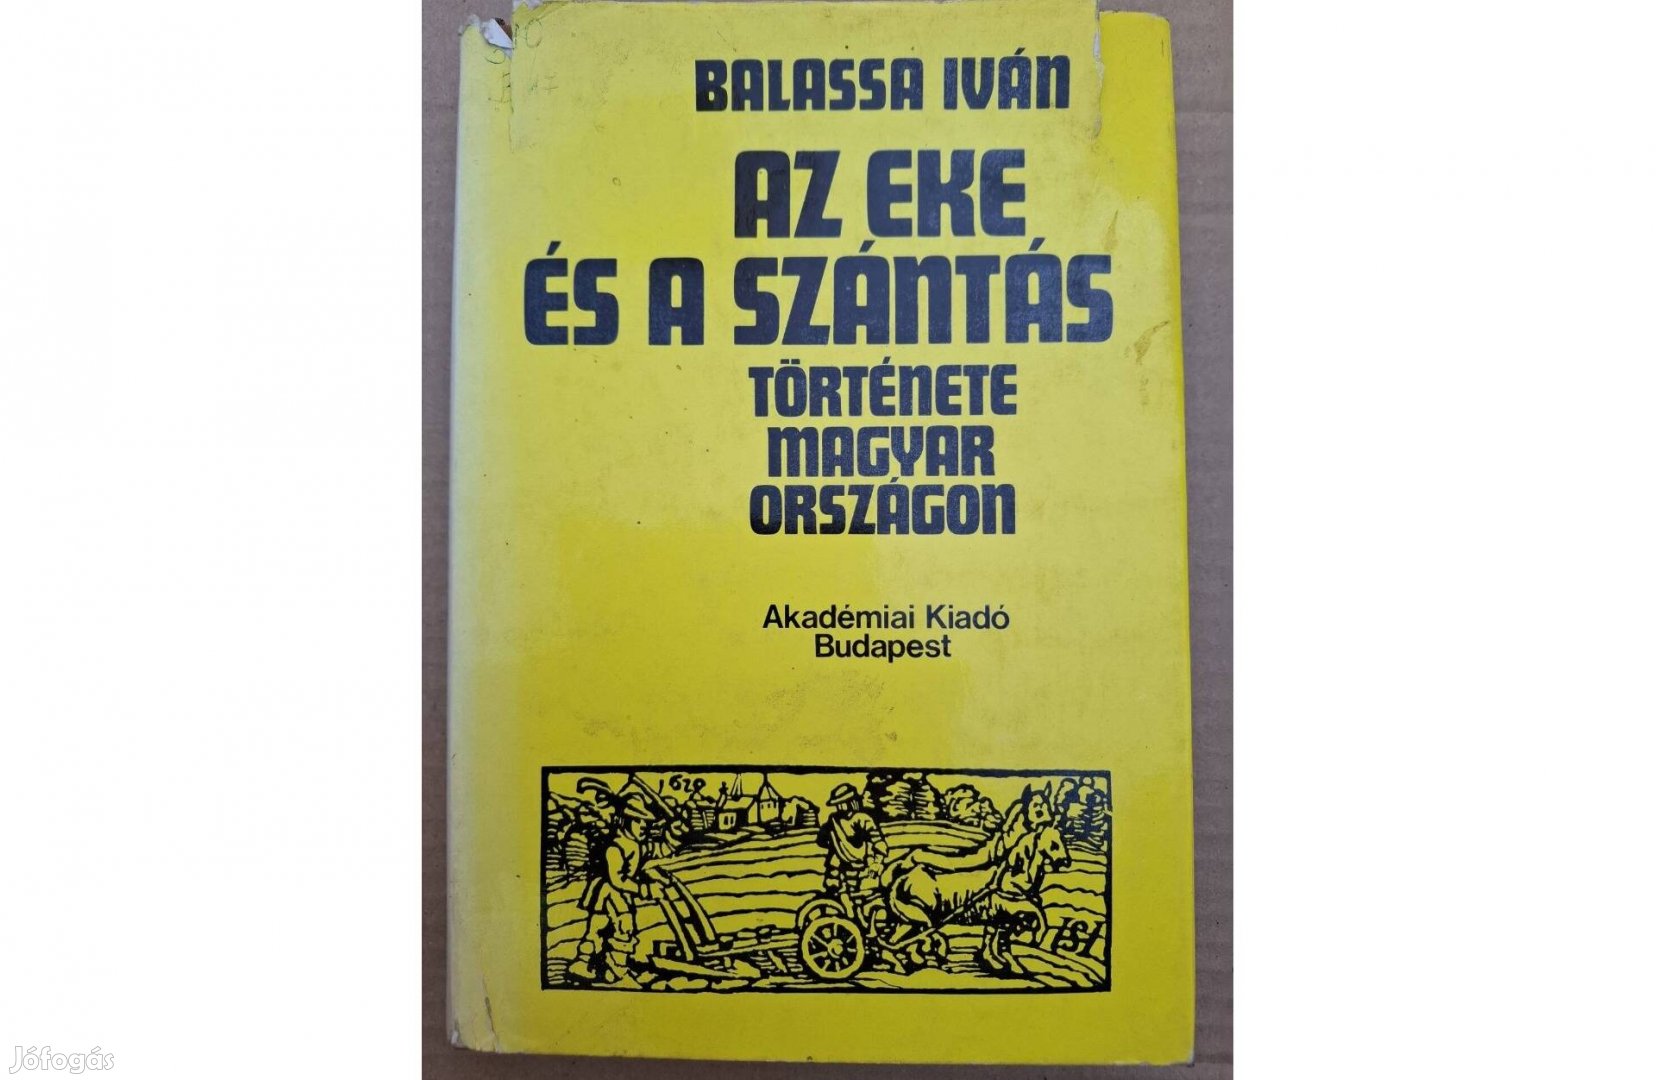 BALASSA IVÁN
AZ EKE
ÉS A SZÁNTÁS
TÖRTÉNETE
MAGYAR
ORSZÁGON
Akadémiai Kiadó
Budapest
Jófogás